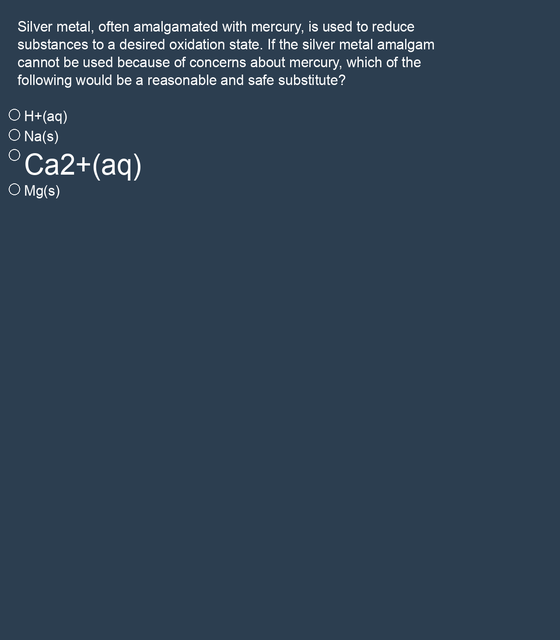 Silver metal, often amalgamated with mercury, is used to reduce
substances to a desired oxidation state. If the silver metal amalgam
cannot be used because of concerns about mercury, which of the
following would be a reasonable and safe substitute?
H+(aq)
Na(s)
Ca2+(aq)
Mg(s)